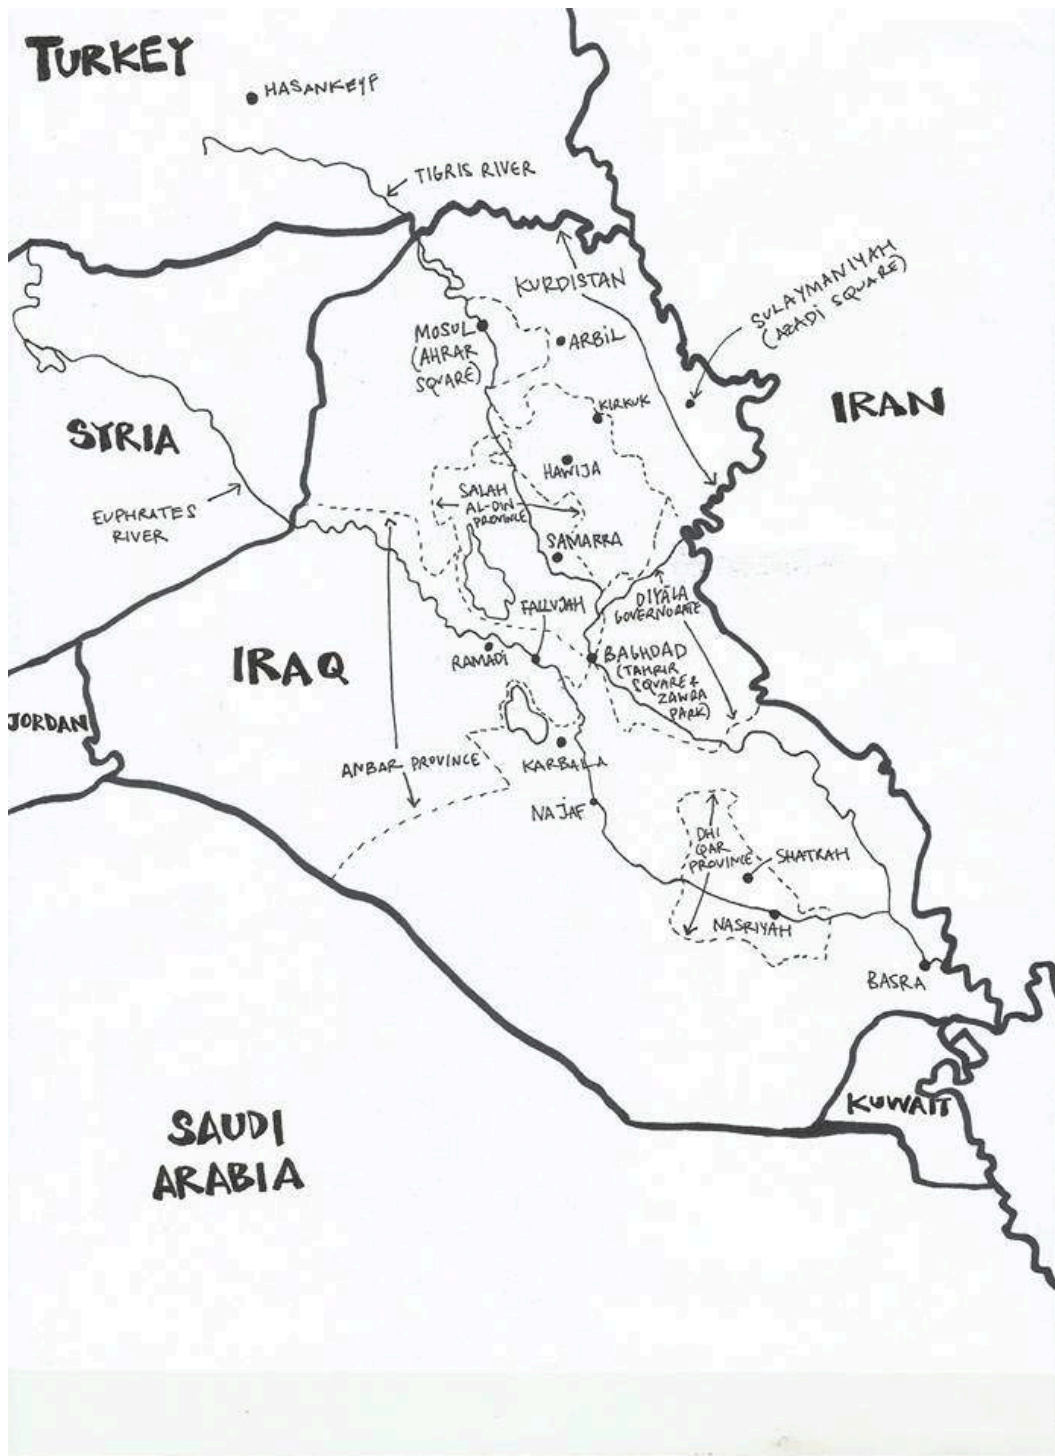 TURKEY
HASANKEYF
TIGRIS RIVER
KURDISTAN
SULAYMANIYAH
(AZADI SQUARE)
MOSUL
(AHRAR
SQUARE)
ARBIL
IRAN
KIRKUK
SYRIA
HAWIJA
SALAH
AL-DIN
PROVINCE
EUPHRATES
RIVER
SAMARRA
FALLUJAH
DIYALA
GOVERNORATE
IRAQ
RAMADI
BAGHDAD
(TAHRIR
SQUARE &
ZAWRA
PARK)
JORDAN
ANBAR PROVINCE
KARBALA
NAJAF
DHI
QAR
PROVINCE
SHATRAH
NASRIYAH
BASRA
KUWAIT
SAUDI
ARABIA